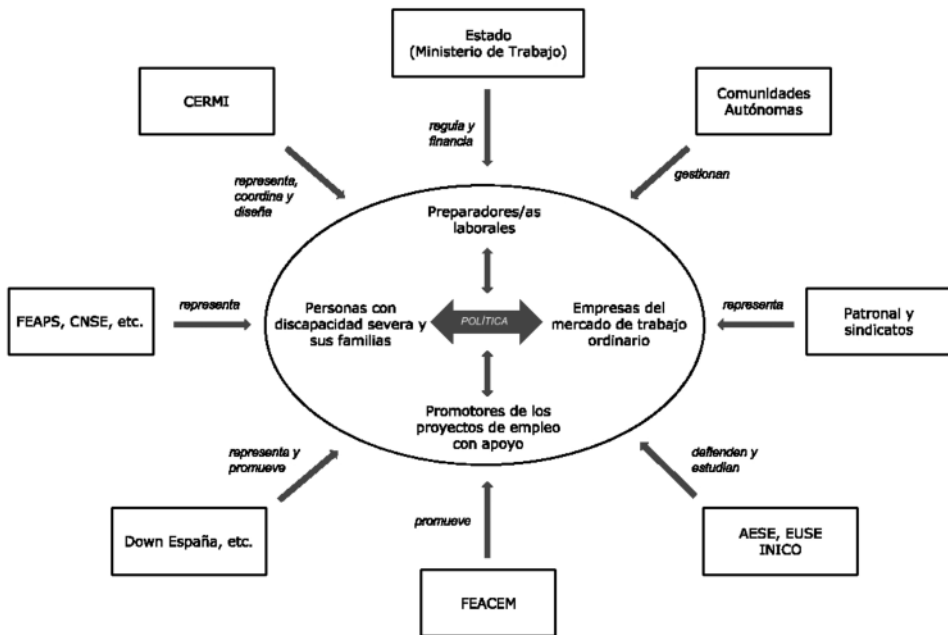 Estado
(Ministerio de Trabajo)
CERMI
Comunidades
Autónomas
regula y
financia
representa,
coordina y
diseña
gestionan
Preparadores/as
laborales
FEAPS, CNSE, etc.
representa
Personas con
discapacidad severa y
sus familias
POLÍTICA
Empresas del
mercado de trabajo
ordinario
representa
Patronal y
sindicatos
Promotores de los
proyectos de empleo
con apoyo
representa y
promueve
defienden y
estudian
Down España, etc.
promueve
AESE, EUSE
INICO
FEACEM